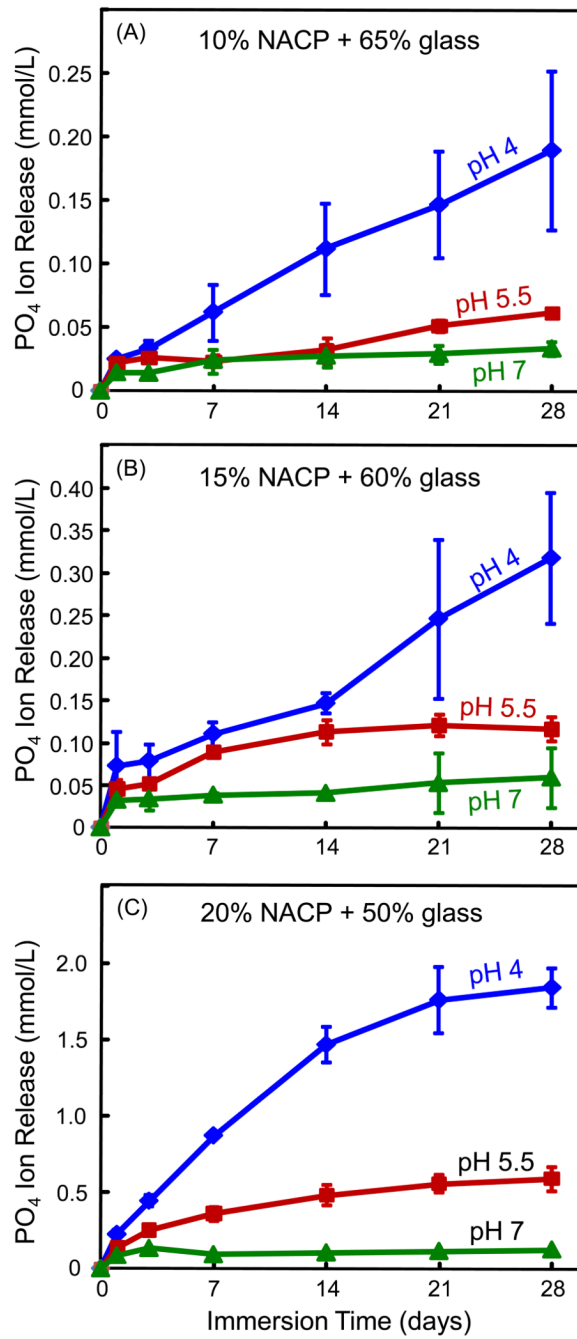 (A)
10% NACP + 65% glass
PO₄ Ion Release (mmol/L)
0.25
0.20
0.15
0.10
0.05
0
pH 4
pH 5.5
pH 7
0 7 14 21 28
(B)
15% NACP + 60% glass
PO₄ Ion Release (mmol/L)
0.40
0.30
0.25
0.20
0.15
0.10
0.05
0
pH 4
pH 5.5
pH 7
0 7 14 21 28
(C)
20% NACP + 50% glass
PO₄ Ion Release (mmol/L)
2.0
1.5
1.0
0.5
0
pH 4
pH 5.5
pH 7
0 7 14 21 28
Immersion Time (days)